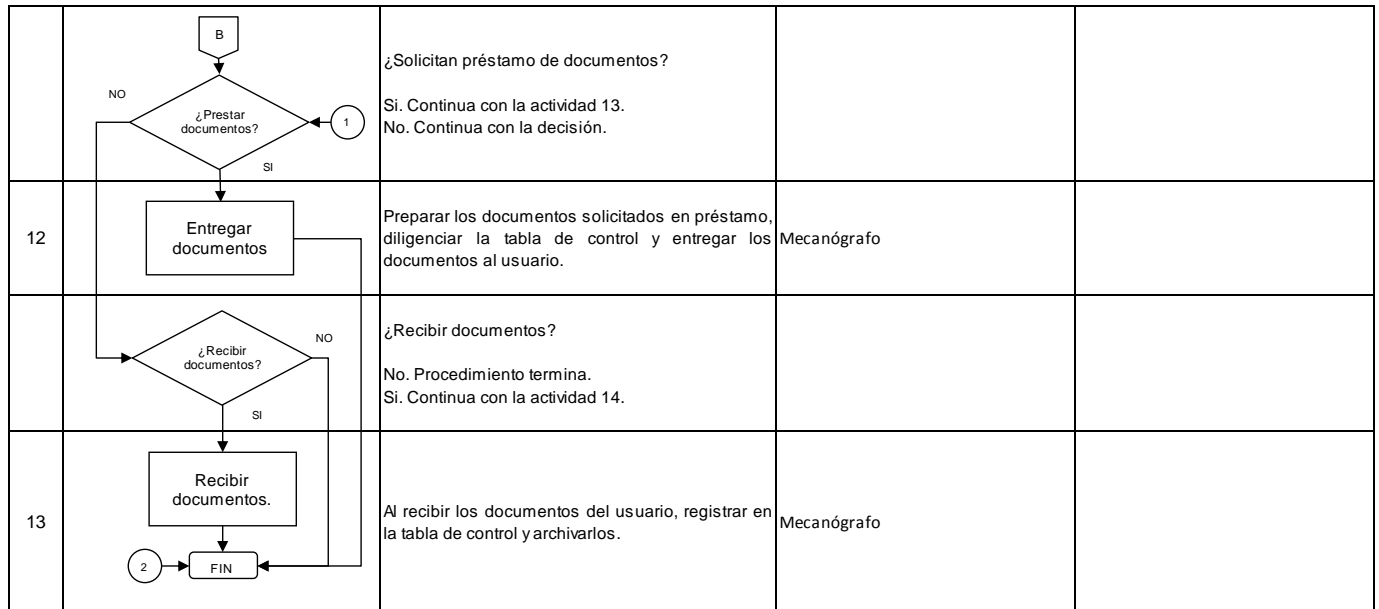 B
NO
¿Prestar
documentos?
1
SI
¿Solicitan préstamo de documentos?
Si. Continua con la actividad 13.
No. Continua con la decisión.
12
Entregar
documentos
Preparar los documentos solicitados en préstamo,
diligenciar la tabla de control y entregar los
documentos al usuario.
Mecanógrafo
¿Recibir
documentos?
NO
SI
¿Recibir documentos?
No. Procedimiento termina.
Si. Continua con la actividad 14.
13
Recibir
documentos.
2
FIN
Al recibir los documentos del usuario, registrar en
la tabla de control y archivarlos.
Mecanógrafo